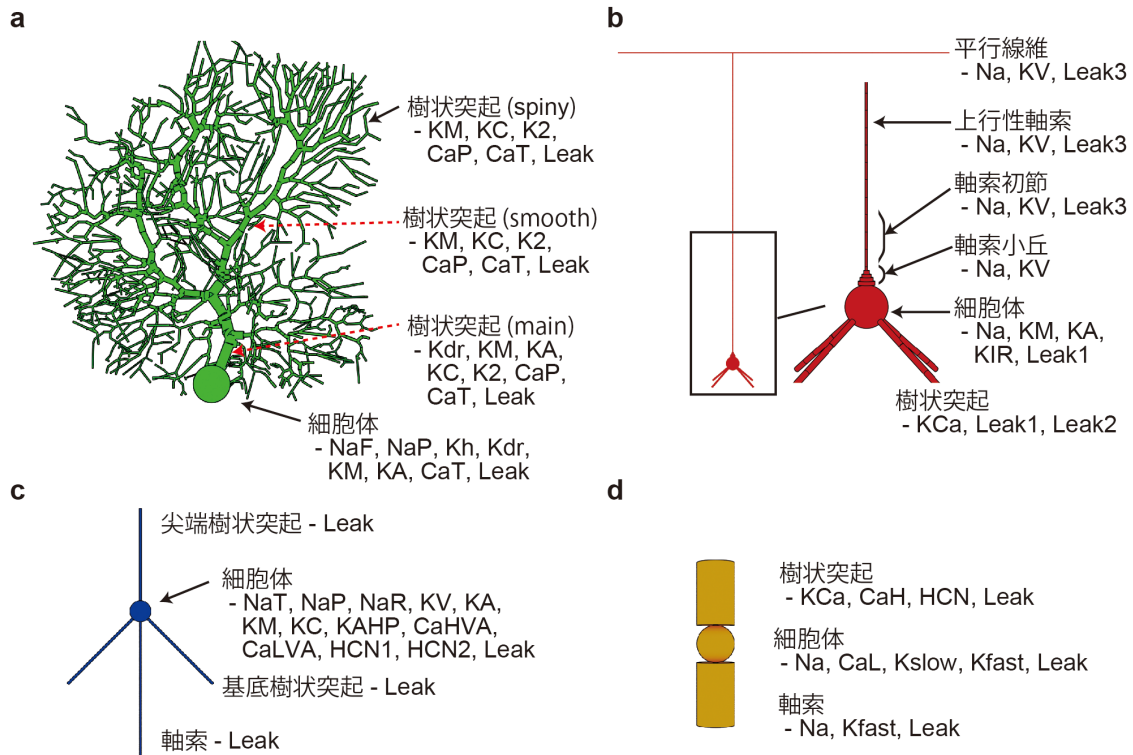 a
樹状突起 (spiny)
- KM, KC, K2,
CaP, CaT, Leak
樹状突起 (smooth)
- KM, KC, K2,
CaP, CaT, Leak
樹状突起 (main)
- Kdr, KM, KA,
KC, K2, CaP,
CaT, Leak
細胞体
- NaF, NaP, Kh, Kdr,
KM, KA, CaT, Leak
b
平行線維
- Na, KV, Leak3
上行性軸索
- Na, KV, Leak3
軸索初節
- Na, KV, Leak3
軸索小丘
- Na, KV
細胞体
- Na, KM, KA,
KIR, Leak1
樹状突起
- KCa, Leak1, Leak2
c
尖端樹状突起 - Leak
細胞体
- NaT, NaP, NaR, KV, KA,
KM, KC, KAHP, CaHVA,
CaLVA, HCN1, HCN2, Leak
基底樹状突起 - Leak
軸索 - Leak
d
樹状突起
- KCa, CaH, HCN, Leak
細胞体
- Na, CaL, Kslow, Kfast, Leak
軸索
- Na, Kfast, Leak